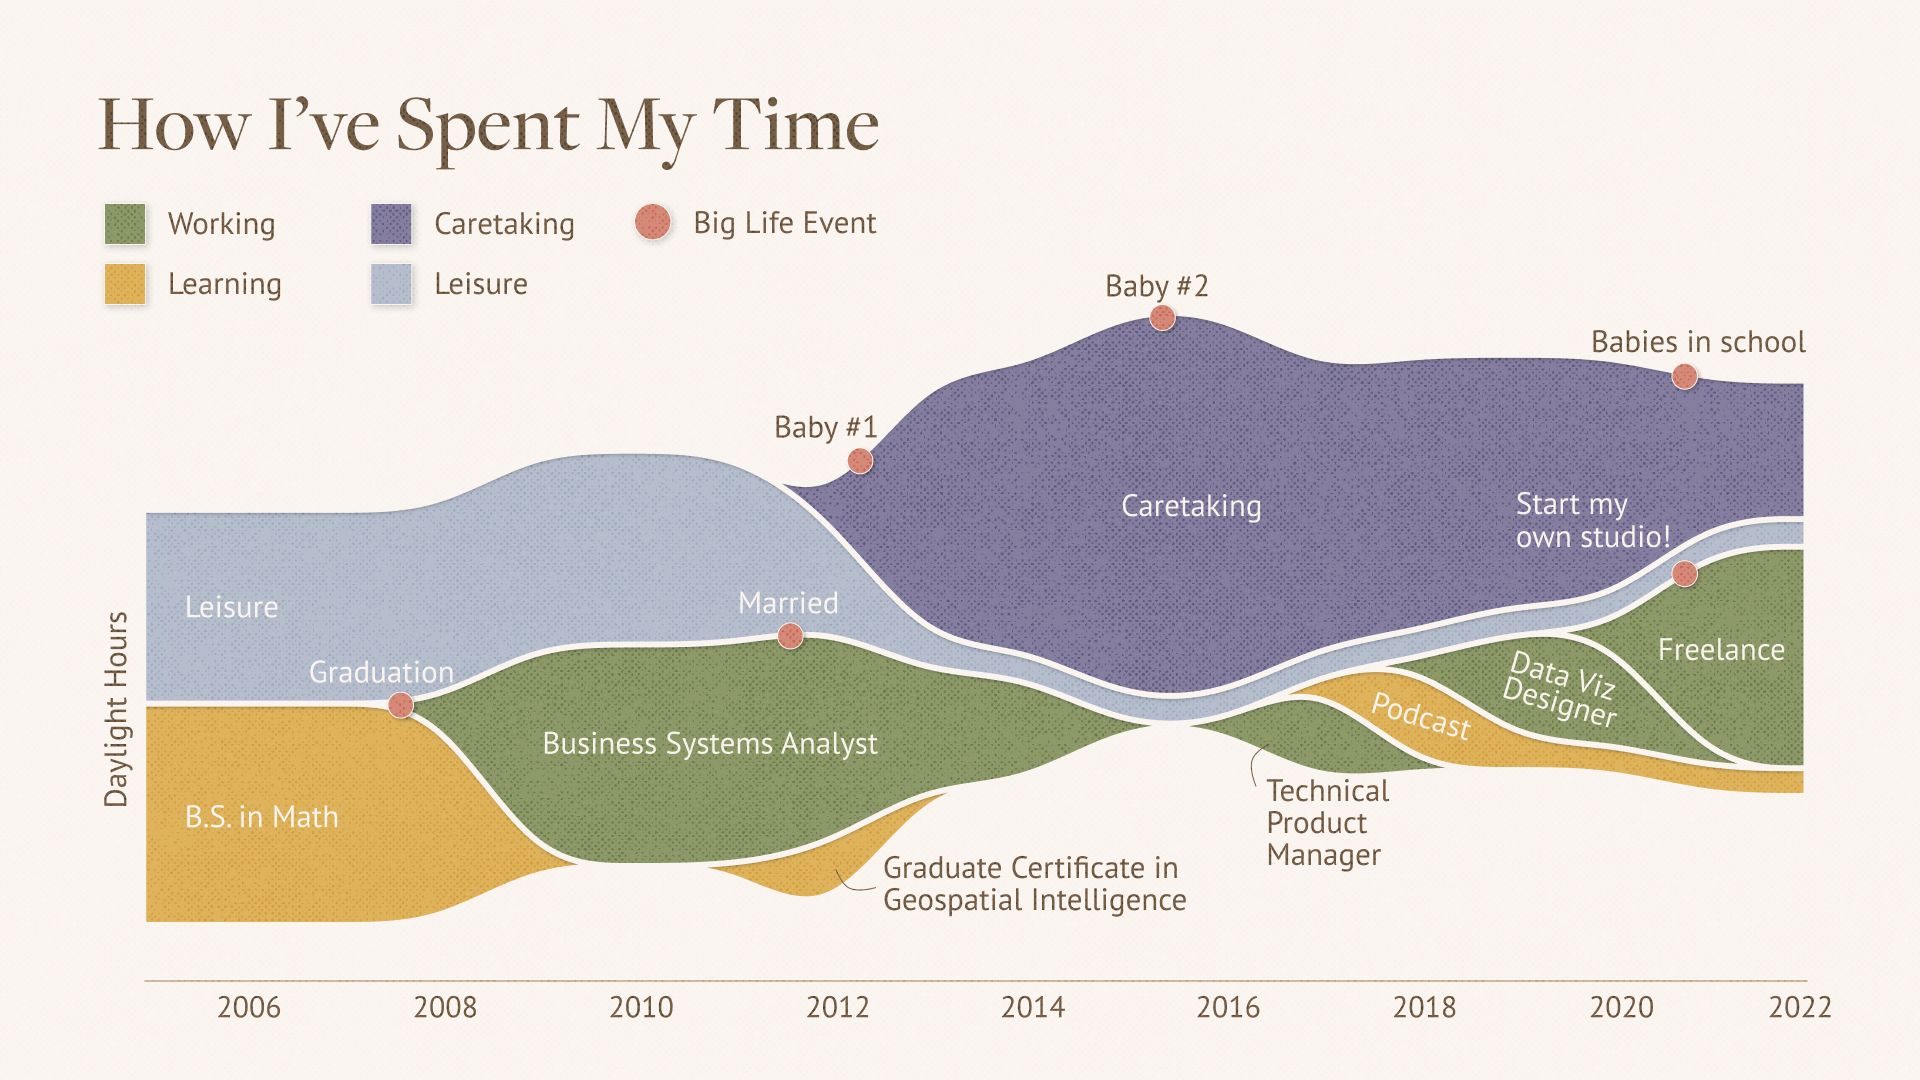 How I’ve Spent My Time
Working
Caretaking
Big Life Event
Learning
Leisure
Baby #2
Babies in school
Baby #1
Caretaking
Start my
own studio!
Leisure
Married
Graduation
Freelance
Data Viz
Designer
Podcast
Business Systems Analyst
B.S. in Math
Technical
Product
Manager
Graduate Certificate in
Geospatial Intelligence
Daylight Hours
2006 2008 2010 2012 2014 2016 2018 2020 2022